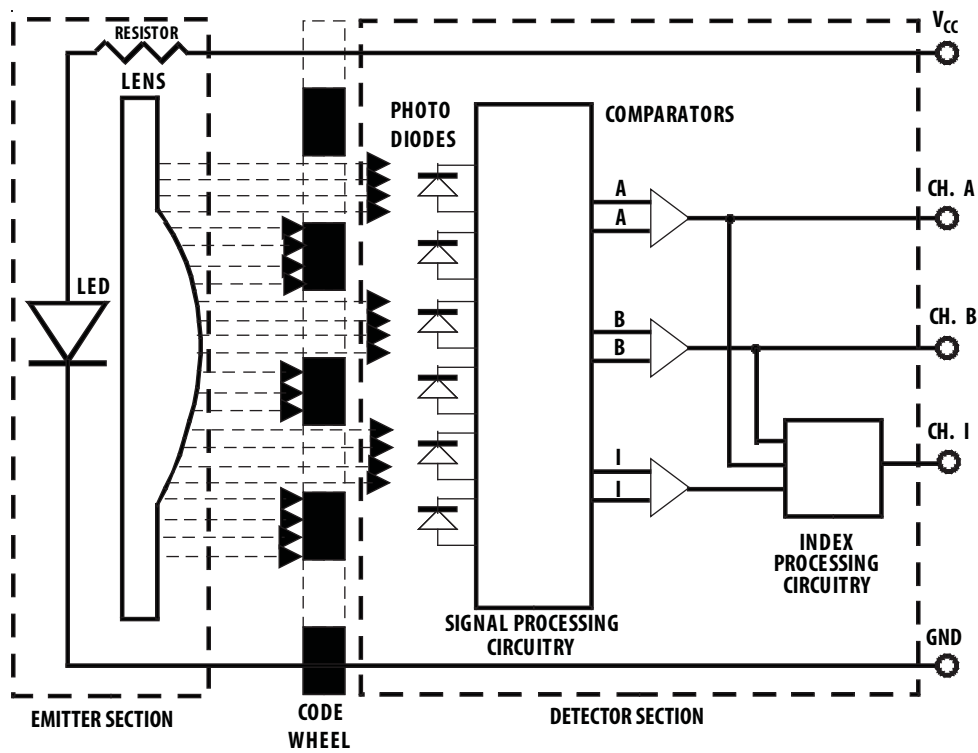 RESISTOR
LENS
LED
EMITTER SECTION
CODE
WHEEL
PHOTO
DIODES
COMPARATORS
A
A
B
B
I
I
SIGNAL PROCESSING
CIRCUITRY
INDEX
PROCESSING
CIRCUITRY
DETECTOR SECTION
VCC
CH. A
CH. B
CH. I
GND